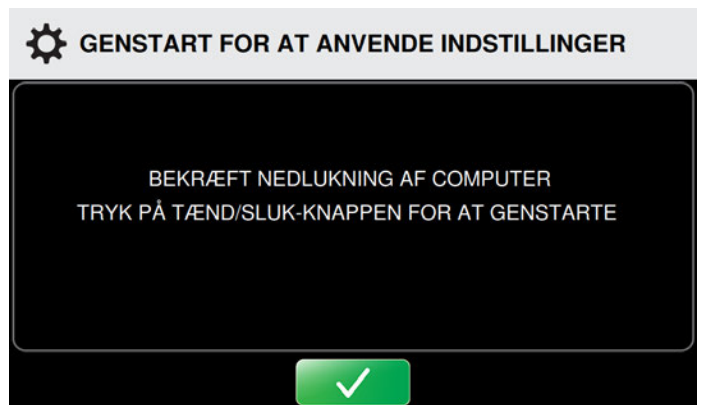 GENSTART FOR AT ANVENDE INDSTILLINGER
BEKRÆFT NEDLUKNING AF COMPUTER
TRYK PÅ TÆND/SLUK-KNAPPEN FOR AT GENSTARTE